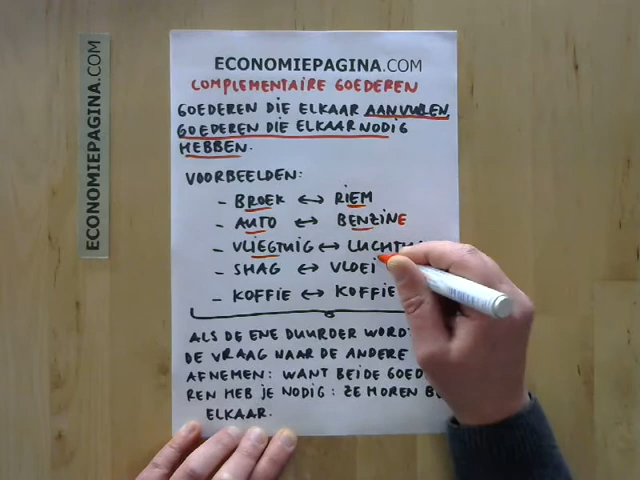 ECONOMIEPAGINA.COM
ECONOMIEPAGINA.COM
COMPLEMENTAIRE GOEDEREN
GOEDEREN DIE ELKAAR AANVULLEN
GOEDEREN DIE ELKAAR NODIG
HEBBEN.
VOORBEELDEN:
- BROEK ↔ RIEM
- AUTO ↔ BENZINE
- VLIEGTUIG ↔
- SHAG ↔ VLOEI
- KOFFIE ↔
ALS DE ENE DUURDER WORDT
DE VRAAG NAAR DE ANDERE
AFNEMEN: WANT BEIDE GOED
REN HEB JE NODIG: ZE HOREN
ELKAAR.